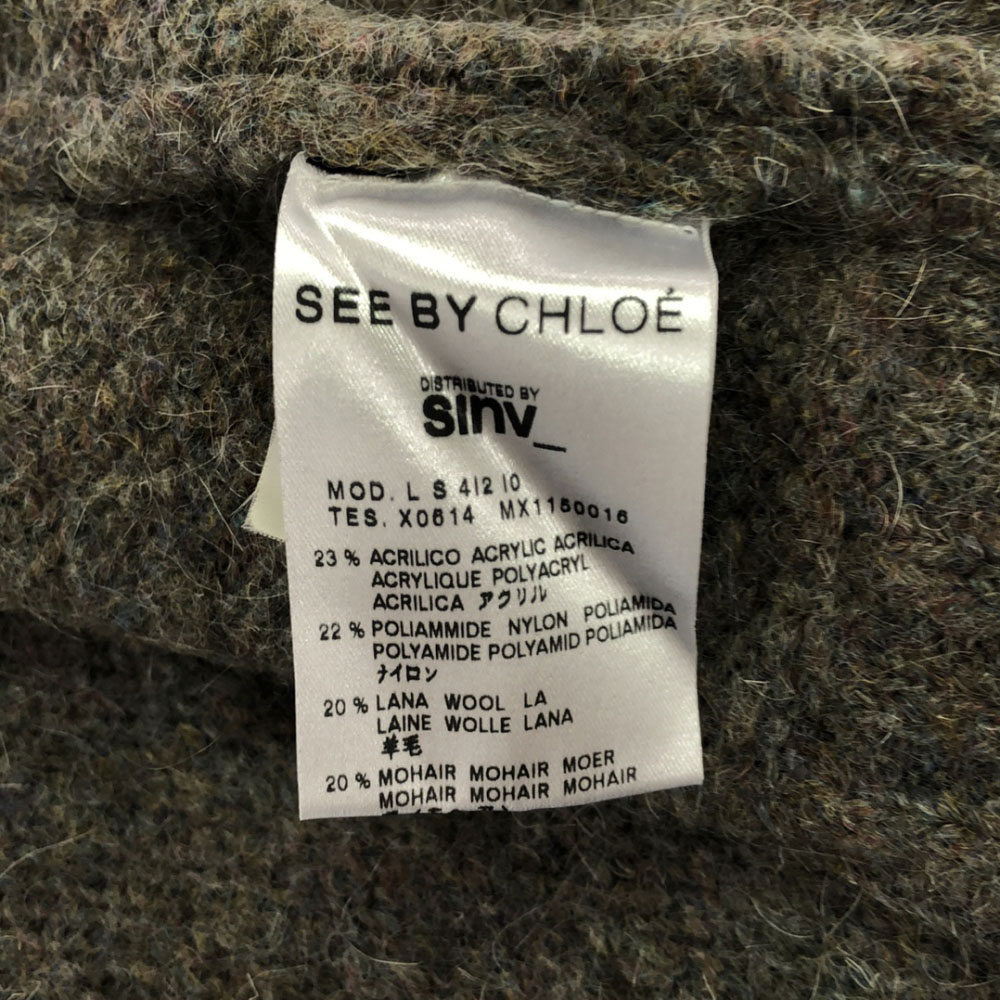 SEE BY CHLOÉ
DISTRIBUTED BY
sinv_
MOD. L S 41210
TES. X0614 MX1150016
23 % ACRILICO ACRYLIC ACRILICA
ACRYLIQUE POLYACRYL
ACRILICA アクリル
22 % POLIAMMIDE NYLON POLIAMIDA
POLYAMIDE POLYAMID POLIAMIDA
ナイロン
20 % LANA WOOL LA
LAINE WOLLE LANA
羊毛
20 % MOHAIR MOHAIR MOER
MOHAIR MOHAIR MOHAIR